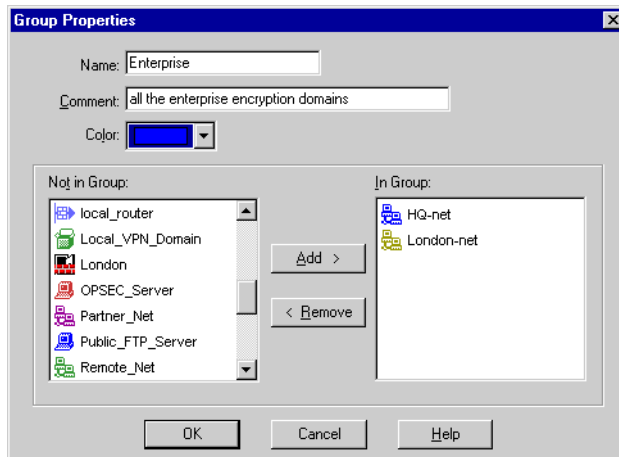 Group Properties
Name: Enterprise
Comment: all the enterprise encryption domains
Color:
Not in Group:
local_router
Local_VPN_Domain
London
OPSEC_Server
Partner_Net
Public_FTP_Server
Remote_Net
Add >
< Remove
In Group:
HQ-net
London-net
OK Cancel Help